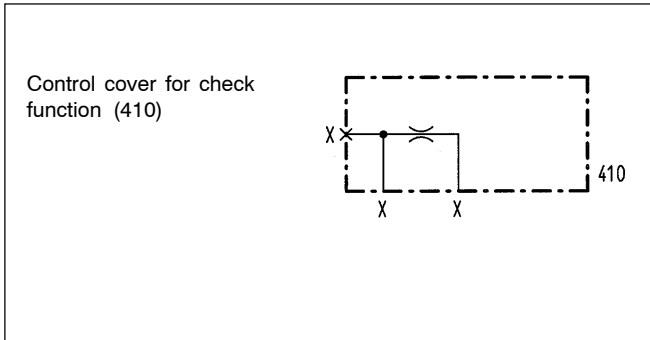 Control cover for check
function (410)
X
410
X X